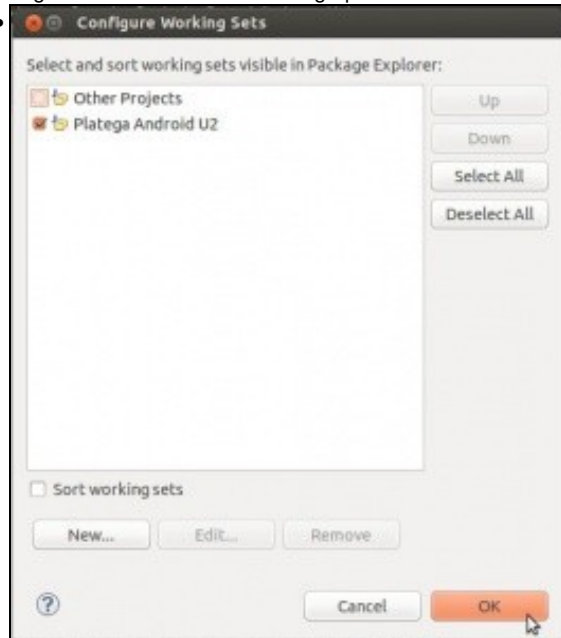 Configure Working Sets
Select and sort working sets visible in Package Explorer:
Other Projects
Platega Android U2
Up
Down
Select All
Deselect All
Sort working sets
New...
Edit...
Remove
Cancel
OK